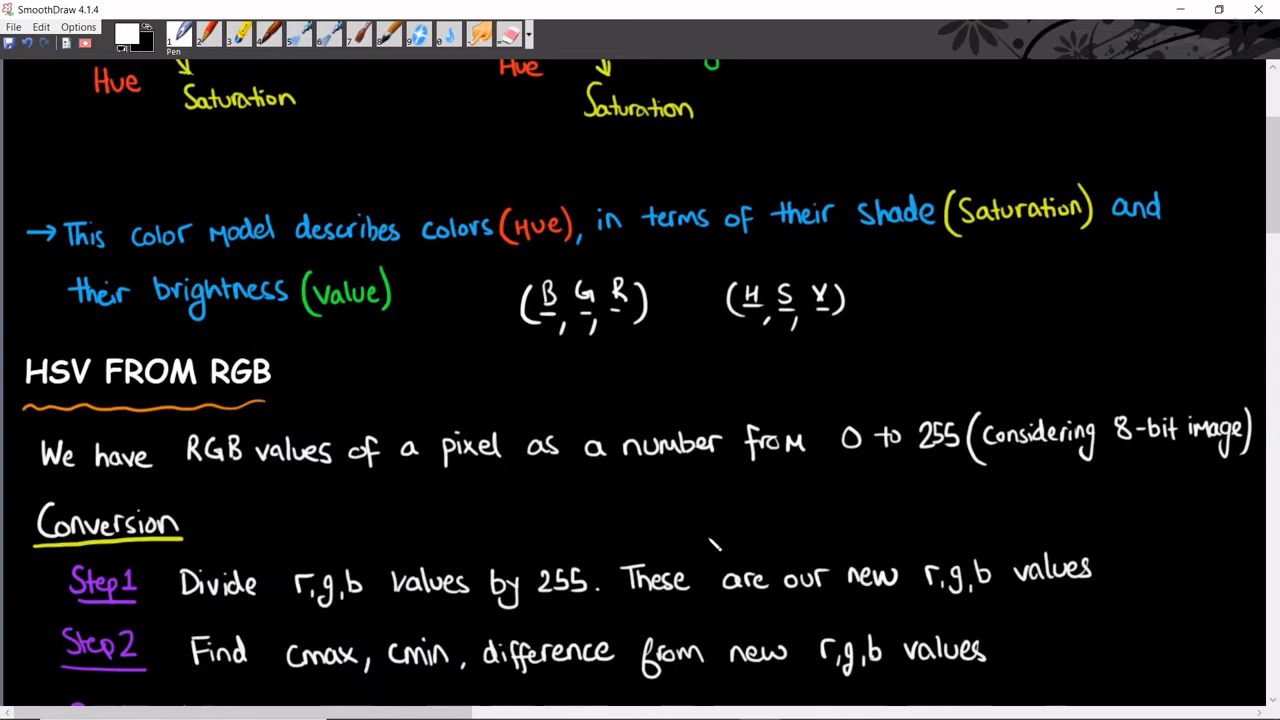 SmoothDraw 4.1.4
File Edit Options
Pen
Hue
Hue
Saturation
Saturation
→ This color model describes colors (Hue), in terms of their shade (Saturation) and
their brightness (value)
(B, G, R)
(H, S, V)
HSV FROM RGB
We have RGB values of a pixel as a number from 0 to 255 (considering 8-bit image)
Conversion
Step1 Divide r,g,b values by 255. These are our new r,g,b values
Step2 Find cmax, cmin, difference from new r,g,b values